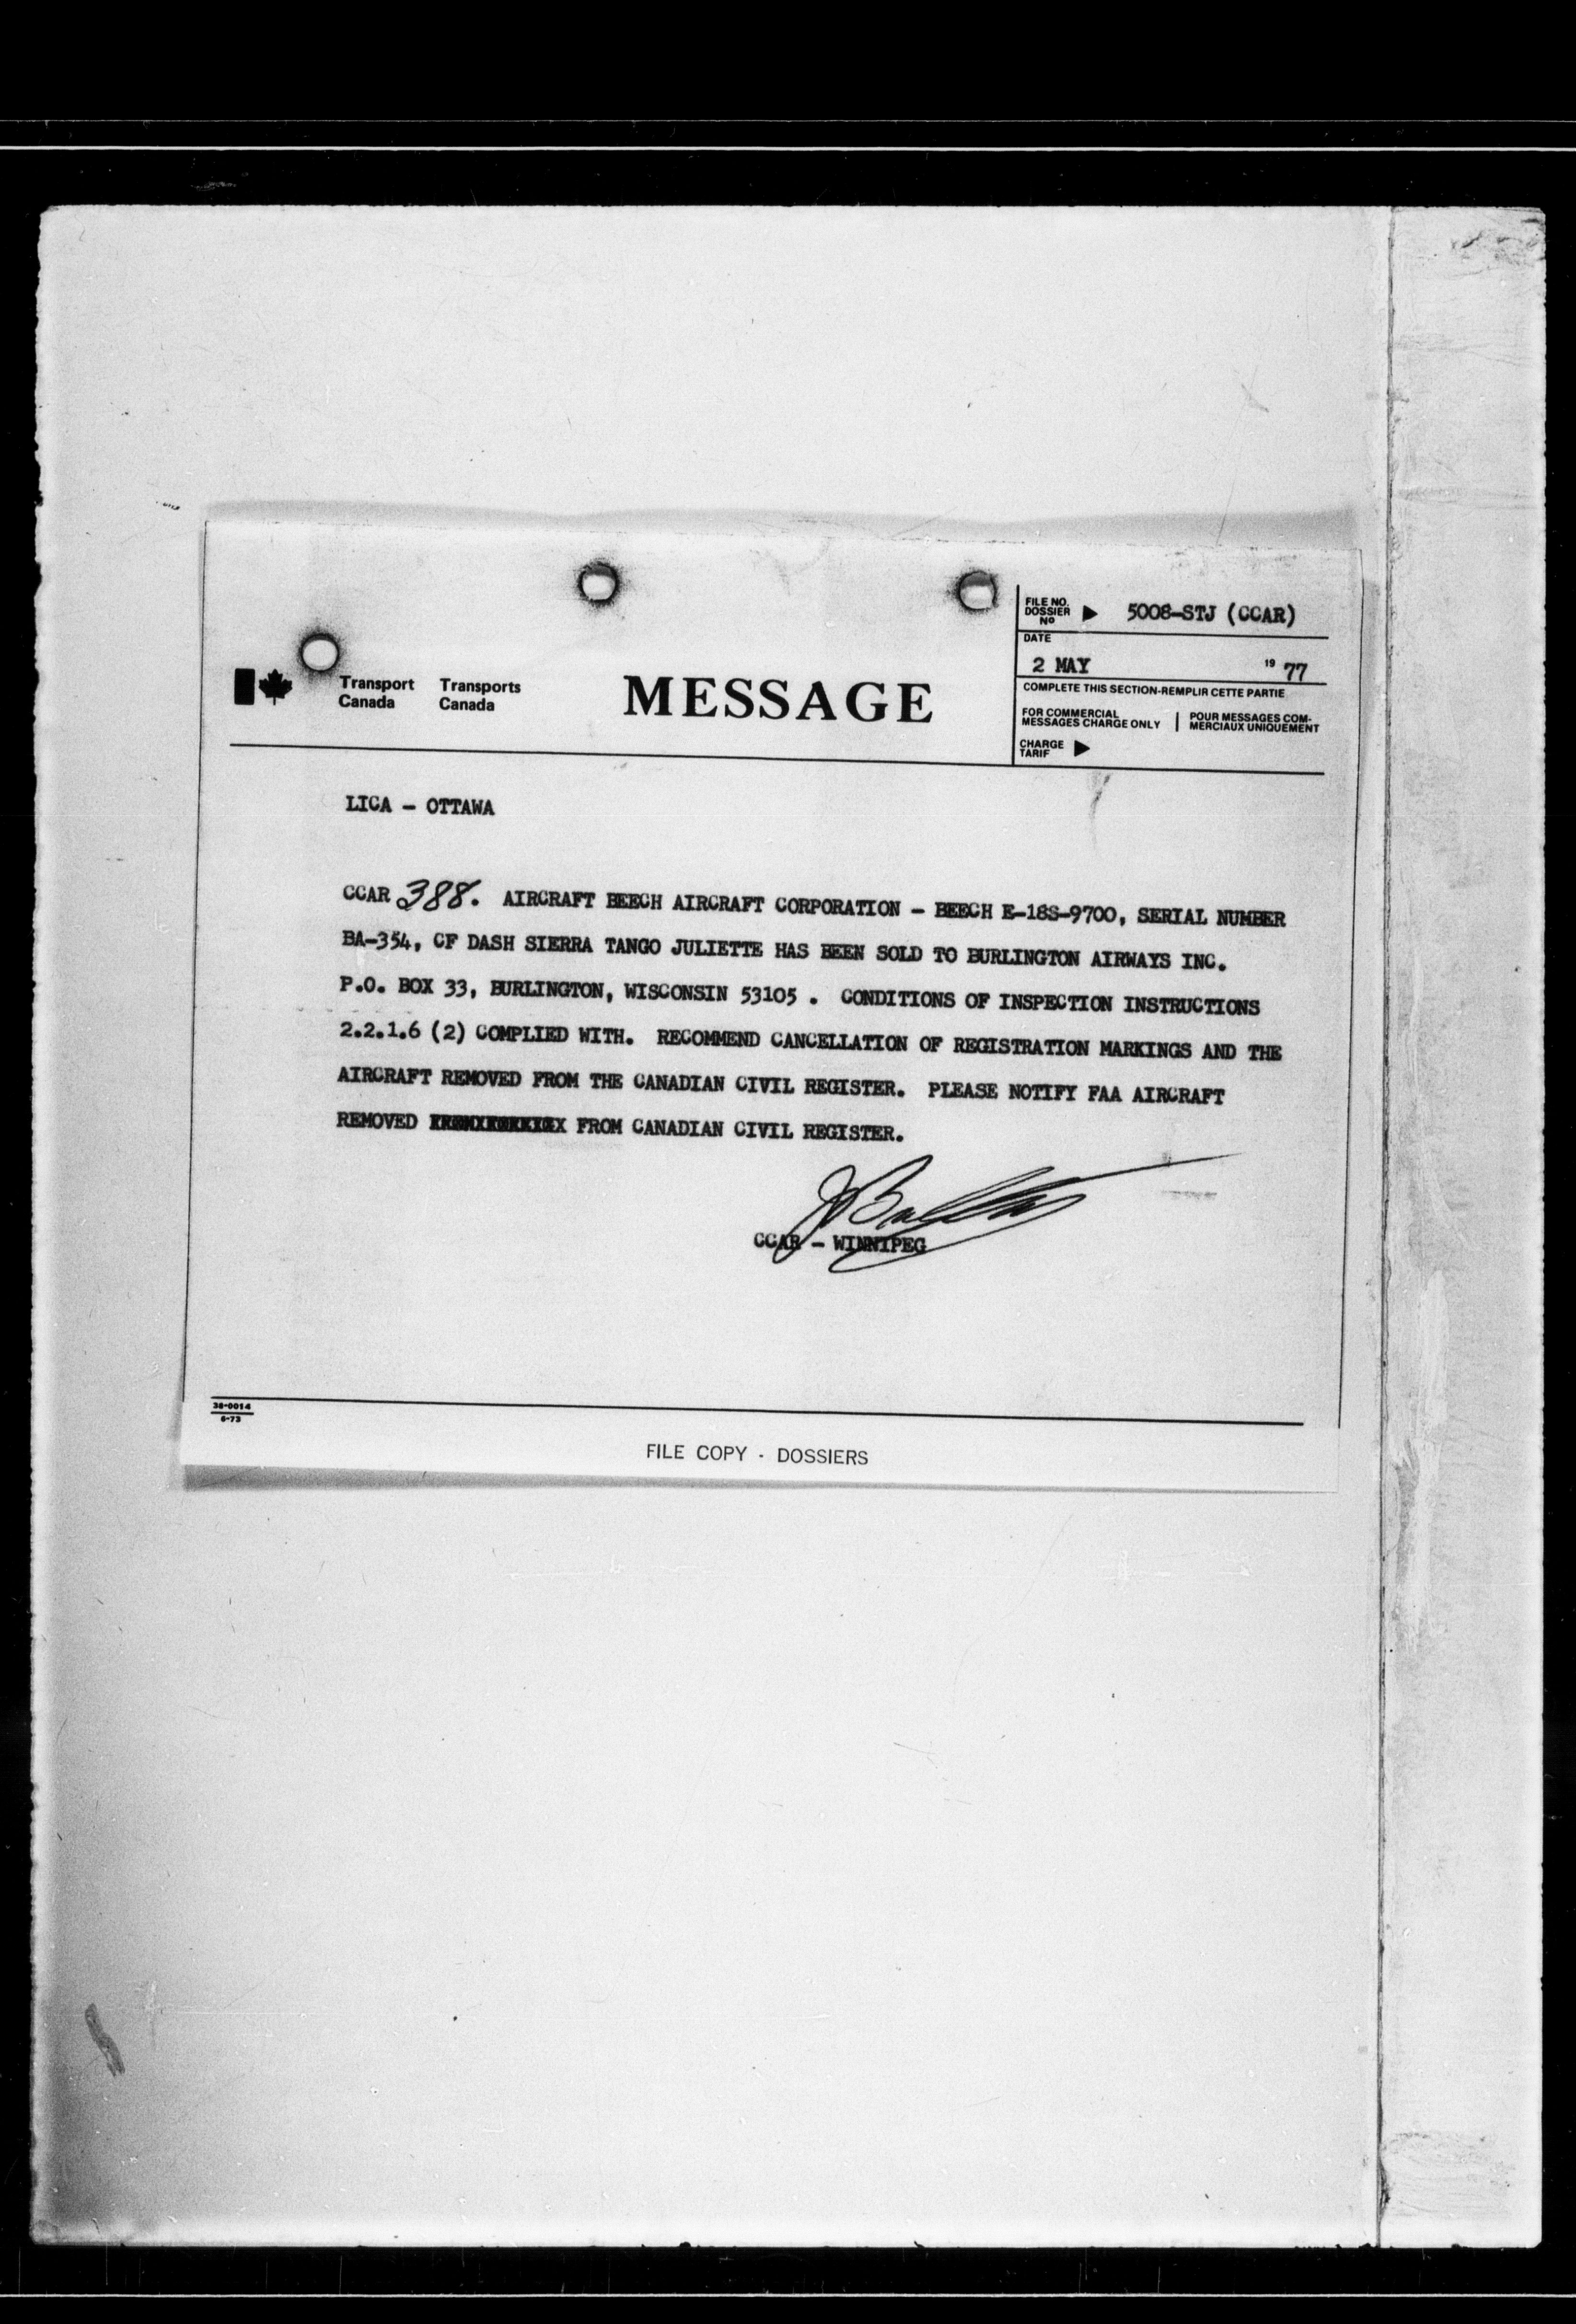 FILE NO.
DOSSIER
Nº
5008-STJ (CCAR)
DATE
2 MAY 19 77
COMPLETE THIS SECTION-REMPLIR CETTE PARTIE
FOR COMMERCIAL
MESSAGES CHARGE ONLY
POUR MESSAGES COM-
MERCIAUX UNIQUEMENT
CHARGE
TARIF
Transport
Canada
Transports
Canada
MESSAGE
LICA - OTTAWA
CCAR 388. AIRCRAFT BEECH AIRCRAFT CORPORATION - BEECH E-18S-9700, SERIAL NUMBER
BA-354, CF DASH SIERRA TANGO JULIETTE HAS BEEN SOLD TO BURLINGTON AIRWAYS INC.
P.O. BOX 33, BURLINGTON, WISCONSIN 53105 . CONDITIONS OF INSPECTION INSTRUCTIONS
2.2.1.6 (2) COMPLIED WITH. RECOMMEND CANCELLATION OF REGISTRATION MARKINGS AND THE
AIRCRAFT REMOVED FROM THE CANADIAN CIVIL REGISTER. PLEASE NOTIFY FAA AIRCRAFT
REMOVED FROM CANADIAN CIVIL REGISTER.
CCAR - WINNIPEG
38-0014
6-73
FILE COPY - DOSSIERS